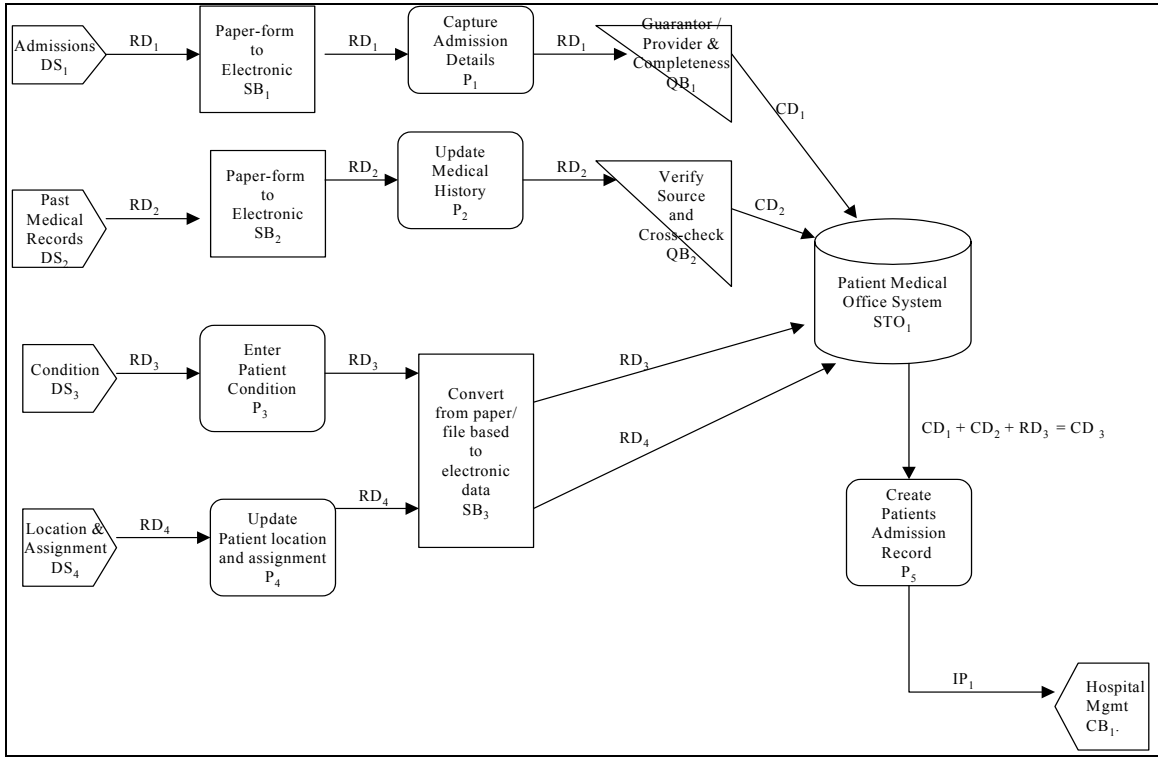 Admissions
DS₁
RD₁
Paper-form
to
Electronic
SB₁
RD₁
Capture
Admission
Details
P₁
RD₁
Guarantor /
Provider &
Completeness
QB₁
CD₁
Past
Medical
Records
DS₂
RD₂
Paper-form
to
Electronic
SB₂
RD₂
Update
Medical
History
P₂
RD₂
Verify
Source
and
Cross-check
QB₂
CD₂
Patient Medical
Office System
STO₁
Condition
DS₃
RD₃
Enter
Patient
Condition
P₃
RD₃
Convert
from paper/
file based
to
electronic
data
SB₃
RD₃
RD₄
Location &
Assignment
DS₄
RD₄
Update
Patient location
and assignment
P₄
RD₄
CD₁ + CD₂ + RD₃ = CD ₃
Create
Patients
Admission
Record
P₅
IP₁
Hospital
Mgmt
CB₁.